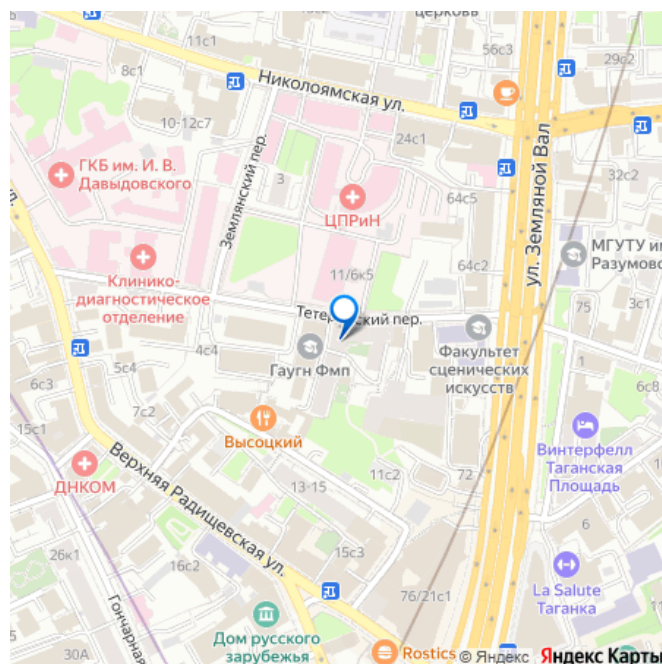 церковь
11с1
56с3
29с2
8с1
Николоямская ул.
10-12с7
24с1
ГКБ им. И. В.
Давыдовского
Землянский пер.
3
ЦПРиН
64с5
ул. Земляной Вал
32с2
МГУТУ им
Разумовс
64с2
Клинико-
диагностическое
отделение
11/6к5
75
3с1
Тетеринский пер.
Факультет
сценических
искусств
4с4
Гаугн Фмп
6с3
5с4
1
6с8
7с2
15с1
Высоцкий
Винтерфелл
Таганская
Площадь
ДНКОМ
Верхняя Радищевская ул.
13-15
11с2
72
6
26к1
15с3
16с2
La Salute
Таганка
Гончарная
76/21с1
Дом русского
зарубежья
30А
Rostics
© Яндекс
Яндекс Карты